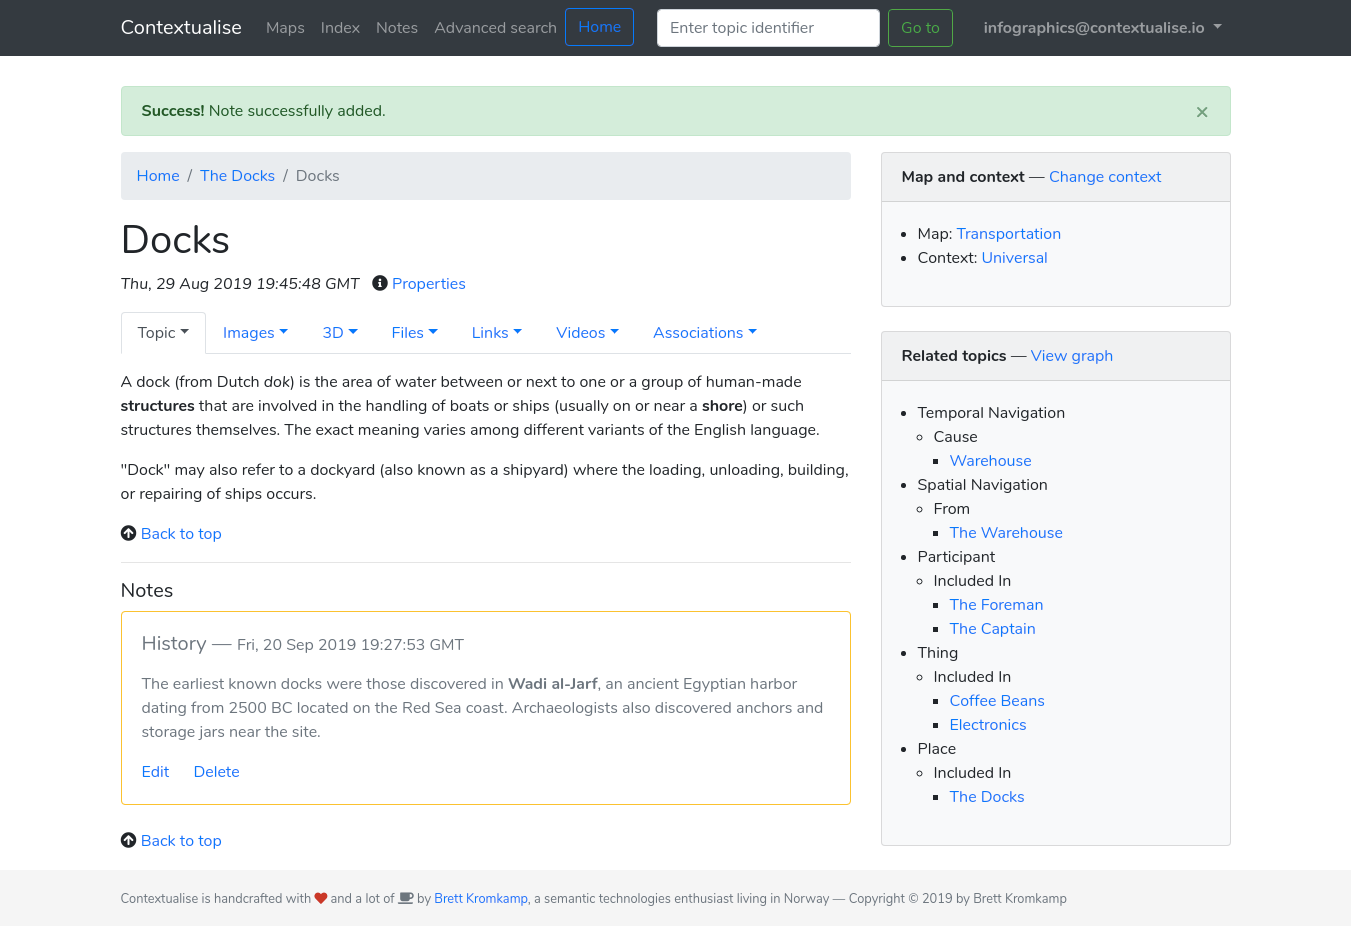 Contextualise Maps Index Notes Advanced search Home Enter topic identifier Go to infographics@contextualise.io
Success! Note successfully added. ×
Home / The Docks / Docks
Docks
Thu, 29 Aug 2019 19:45:48 GMT Properties
Topic Images 3D Files Links Videos Associations
A dock (from Dutch dok) is the area of water between or next to one or a group of human-made
structures that are involved in the handling of boats or ships (usually on or near a shore) or such
structures themselves. The exact meaning varies among different variants of the English language.
"Dock" may also refer to a dockyard (also known as a shipyard) where the loading, unloading, building,
or repairing of ships occurs.
Back to top
Notes
History — Fri, 20 Sep 2019 19:27:53 GMT
The earliest known docks were those discovered in Wadi al-Jarf, an ancient Egyptian harbor
dating from 2500 BC located on the Red Sea coast. Archaeologists also discovered anchors and
storage jars near the site.
Edit Delete
Back to top
Map and context — Change context
Map: Transportation
Context: Universal
Related topics — View graph
Temporal Navigation
Cause
Warehouse
Spatial Navigation
From
The Warehouse
Participant
Included In
The Foreman
The Captain
Thing
Included In
Coffee Beans
Electronics
Place
Included In
The Docks
Contextualise is handcrafted with and a lot of by Brett Kromkamp, a semantic technologies enthusiast living in Norway — Copyright © 2019 by Brett Kromkamp